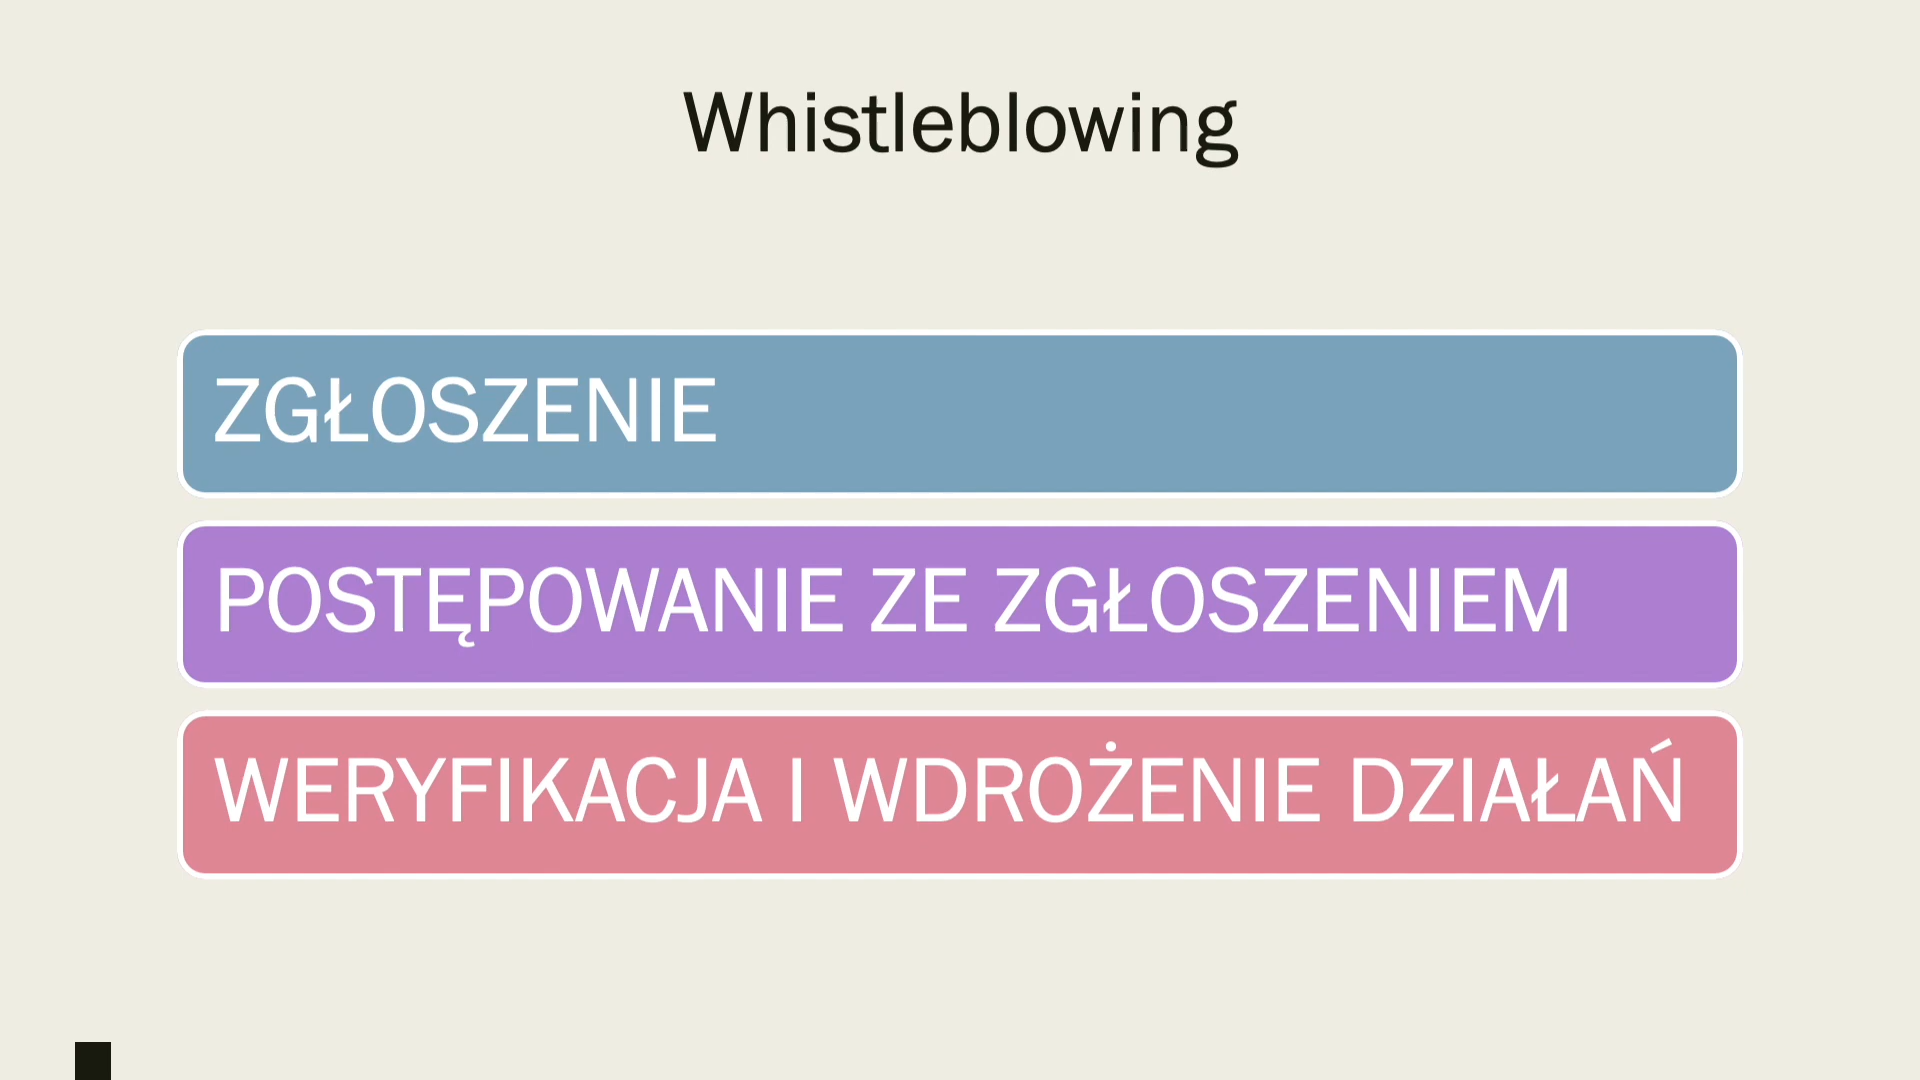 Whistleblowing
ZGŁOSZENIE
POSTĘPOWANIE ZE ZGŁOSZENIEM
WERYFIKACJA I WDROŻENIE DZIAŁAŃ